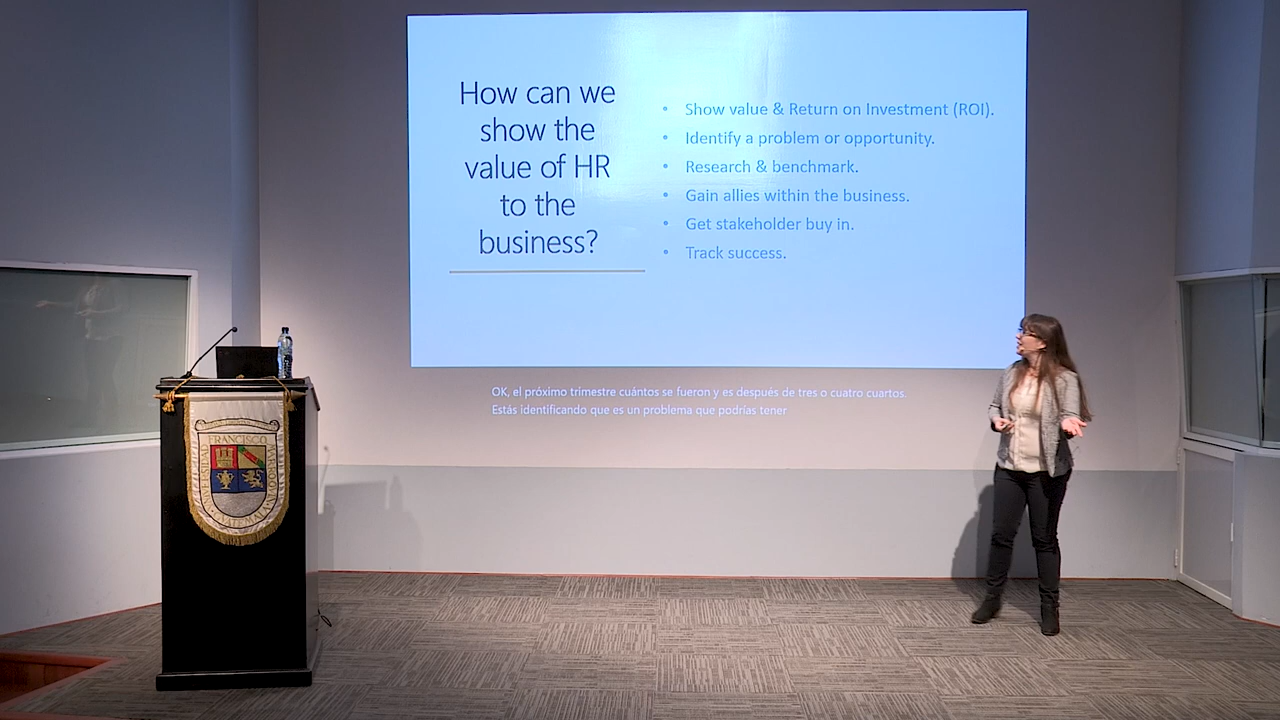 How can we
show the
value of HR
to the
business?
• Show value & Return on Investment (ROI).
• Identify a problem or opportunity.
• Research & benchmark.
• Gain allies within the business.
• Get stakeholder buy in.
• Track success.
OK, el próximo trimestre cuántos se fueron y es después de tres o cuatro cuartos.
Estás identificando que es un problema que podrías tener
UNIVERSIDAD FRANCISCO MARROQUIN
GUATEMALA